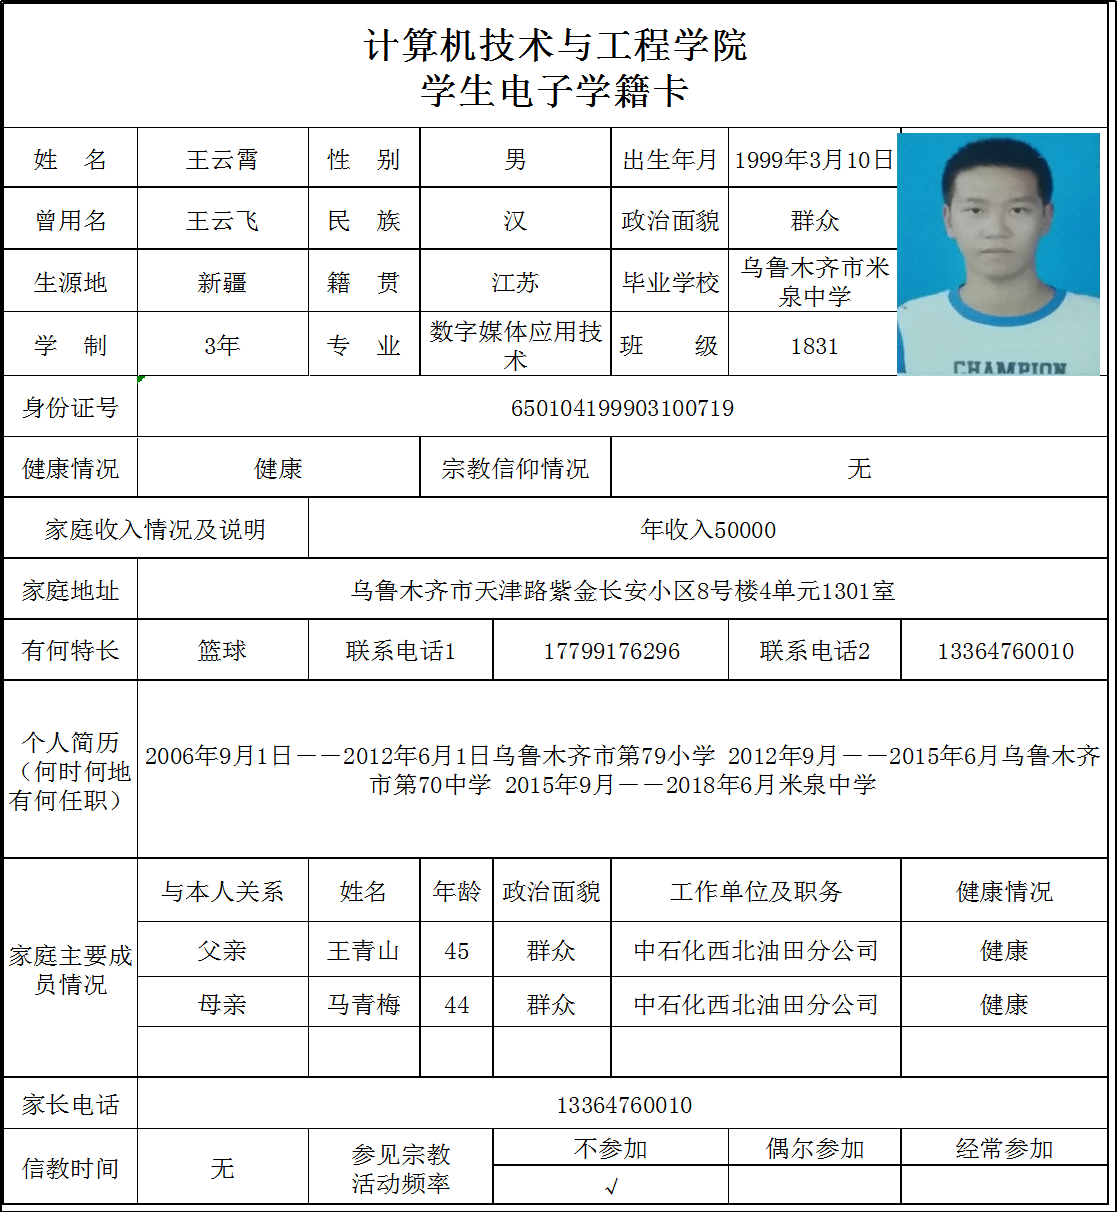 计算机技术与工程学院
学生电子学籍卡
姓 名 王云霄 性 别 男 出生年月 1999年3月10日
曾用名 王云飞 民 族 汉 政治面貌 群众
生源地 新疆 籍 贯 江苏 毕业学校 乌鲁木齐市米
泉中学
学 制 3年 专 业 数字媒体应用技
术 班 级 1831
CHAMPION
身份证号 650104199903100719
健康情况 健康 宗教信仰情况 无
家庭收入情况及说明 年收入50000
家庭地址 乌鲁木齐市天津路紫金长安小区8号楼4单元1301室
有何特长 篮球 联系电话1 17799176296 联系电话2 13364760010
个人简历
（何时何地
有何任职）
2006年9月1日－－2012年6月1日乌鲁木齐市第79小学 2012年9月－－2015年6月乌鲁木齐
市第70中学 2015年9月－－2018年6月米泉中学
家庭主要成
员情况
与本人关系 姓名 年龄 政治面貌 工作单位及职务 健康情况
父亲 王青山 45 群众 中石化西北油田分公司 健康
母亲 马青梅 44 群众 中石化西北油田分公司 健康
家长电话 13364760010
信教时间 无 参见宗教
活动频率
不参加 偶尔参加 经常参加
√